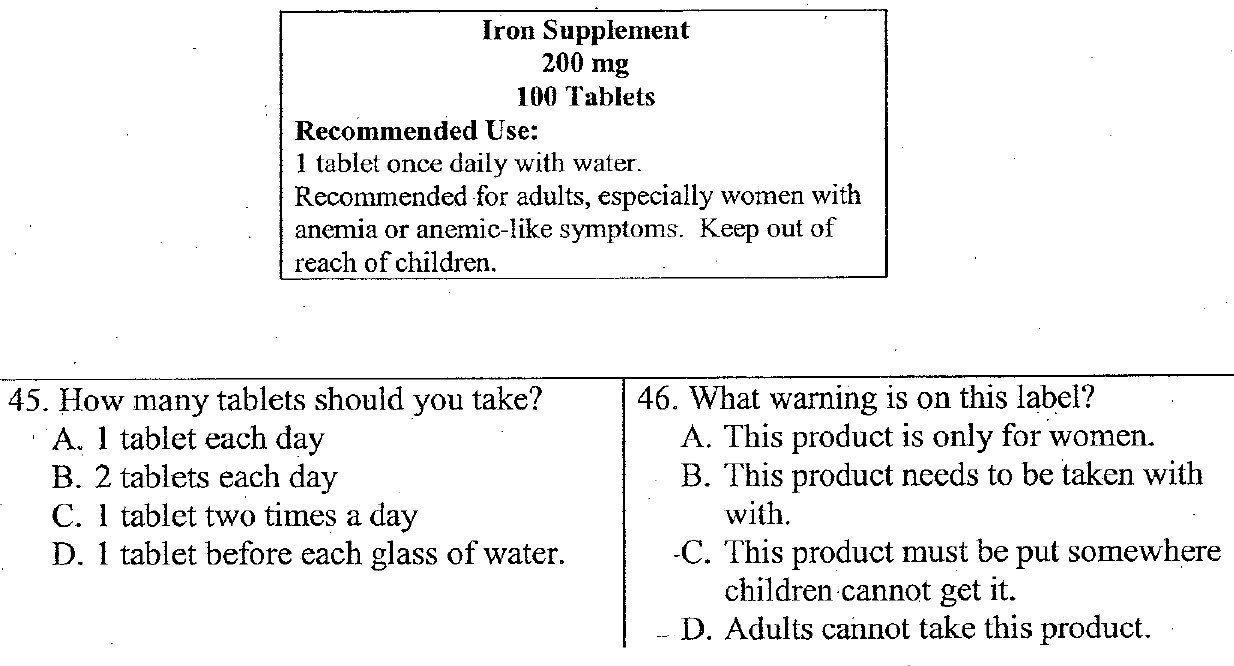 Iron Supplement
200 mg
100 Tablets
Recommended Use:
1 tablet once daily with water.
Recommended for adults, especially women with
anemia or anemic-like symptoms. Keep out of
reach of children.
45. How many tablets should you take?
A. 1 tablet each day
B. 2 tablets each day
C. 1 tablet two times a day
D. 1 tablet before each glass of water.
46. What warning is on this label?
A. This product is only for women.
B. This product needs to be taken with
with.
C. This product must be put somewhere
children cannot get it.
D. Adults cannot take this product.